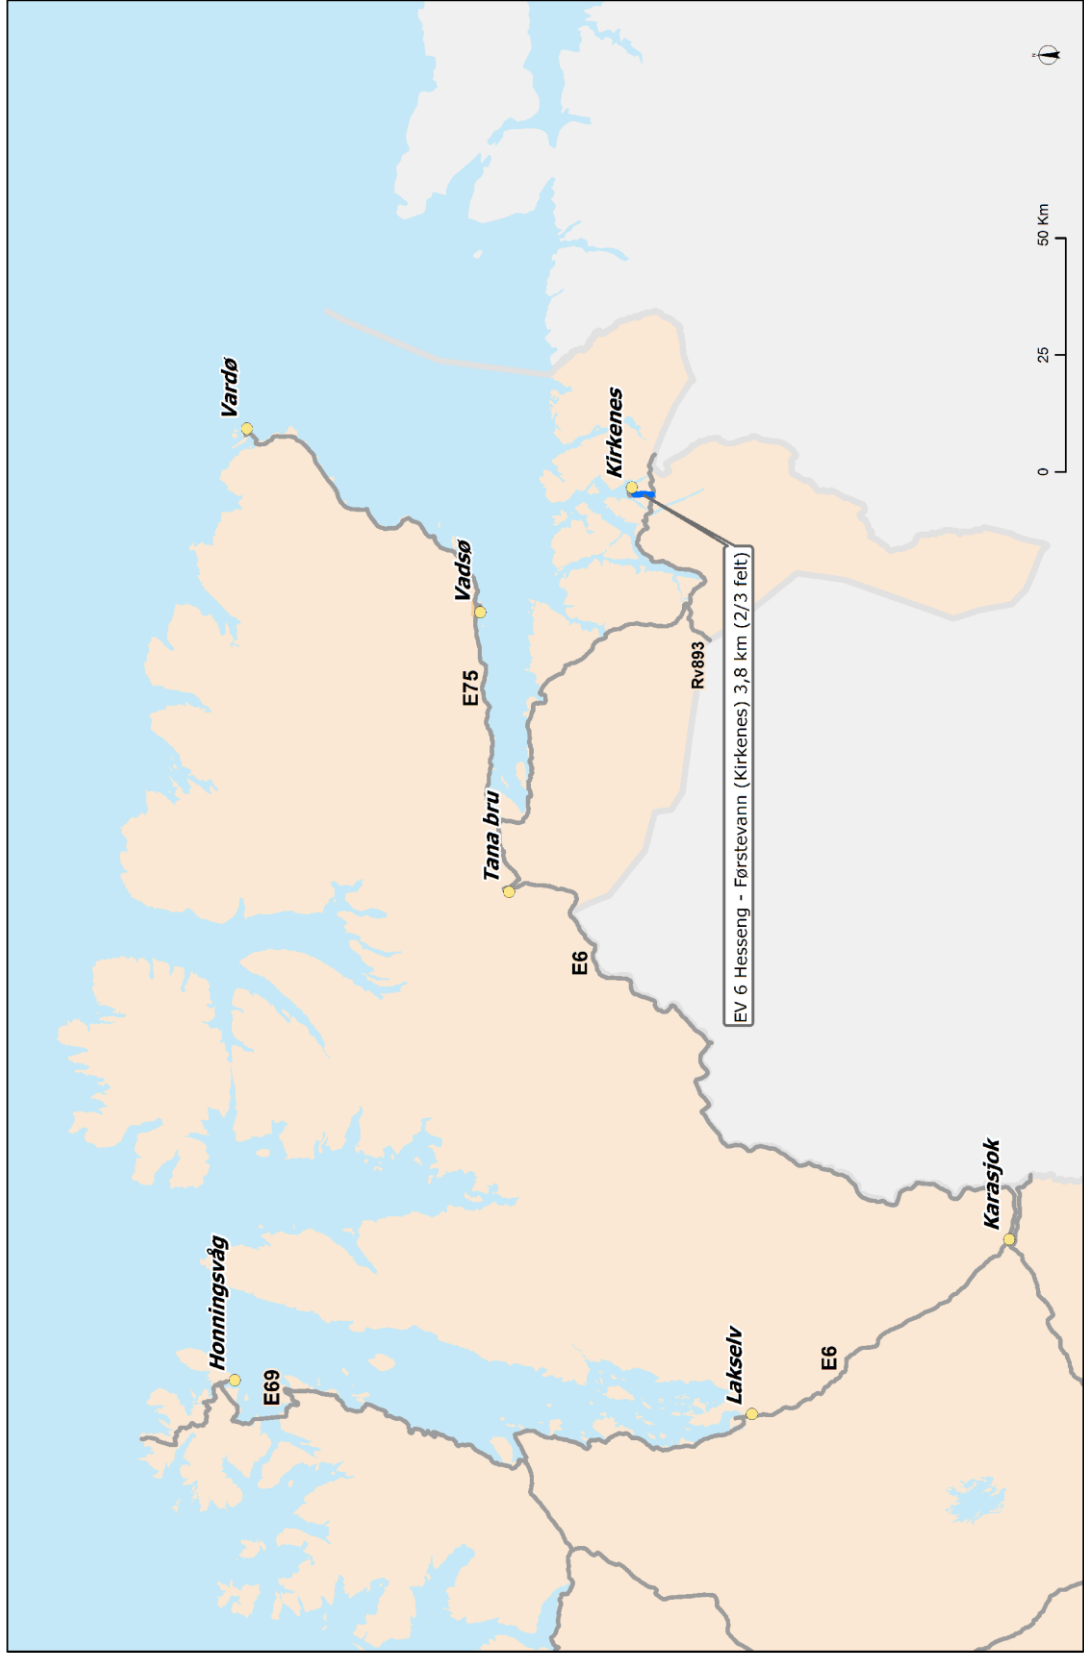 Honningsvåg
E69
Vardø
Vadsø
E75
Tana bru
E6
Kirkenes
Rv893
EV 6 Hesseng - Førstevann (Kirkenes) 3,8 km (2/3 felt)
Lakselv
E6
Karasjok
0 25 50 Km
N